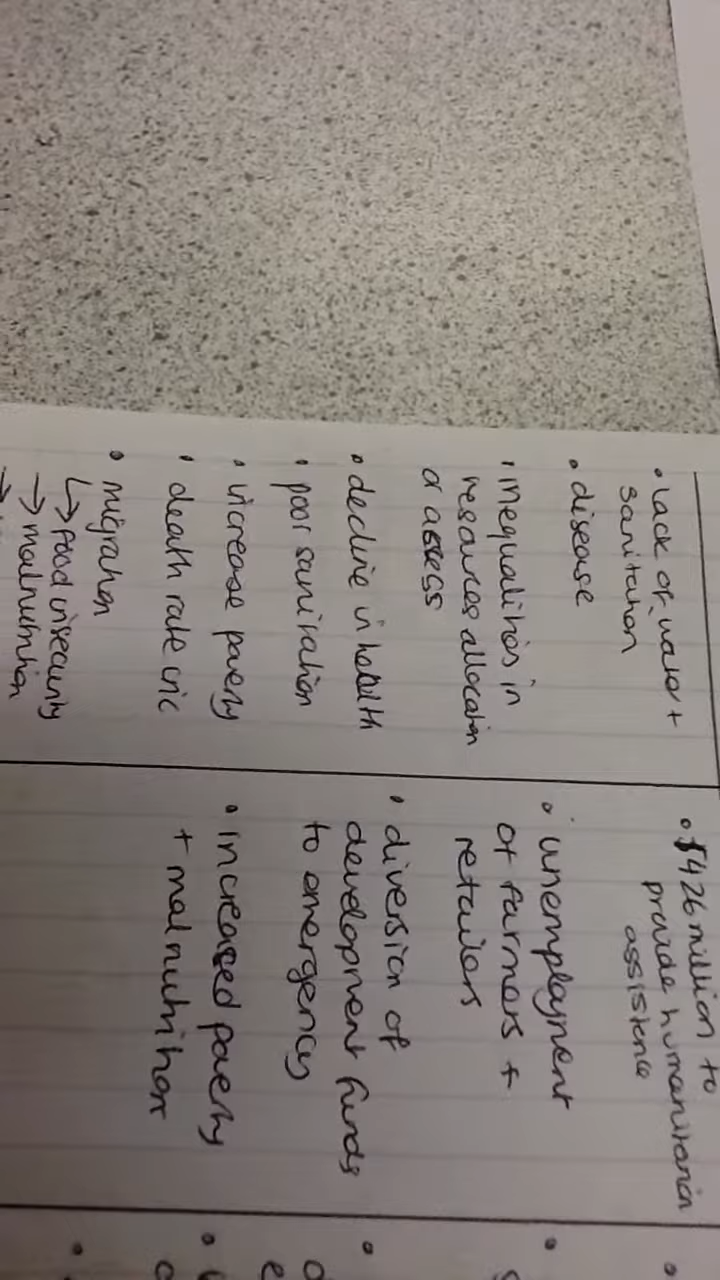 • lack of water +
sanitation
• disease
• inequalities in
resources allocation
or access
• decline in health
• poor sanitation
• increase poverty
• death rate inc
• migration
↳ food insecurity
→ malnutrition
• $426 million to
provide humanitarian
assistence
• unemployment
of farmers +
retailers
• diversion of
development funds
to emergency
• increased poverty
+ malnutrition